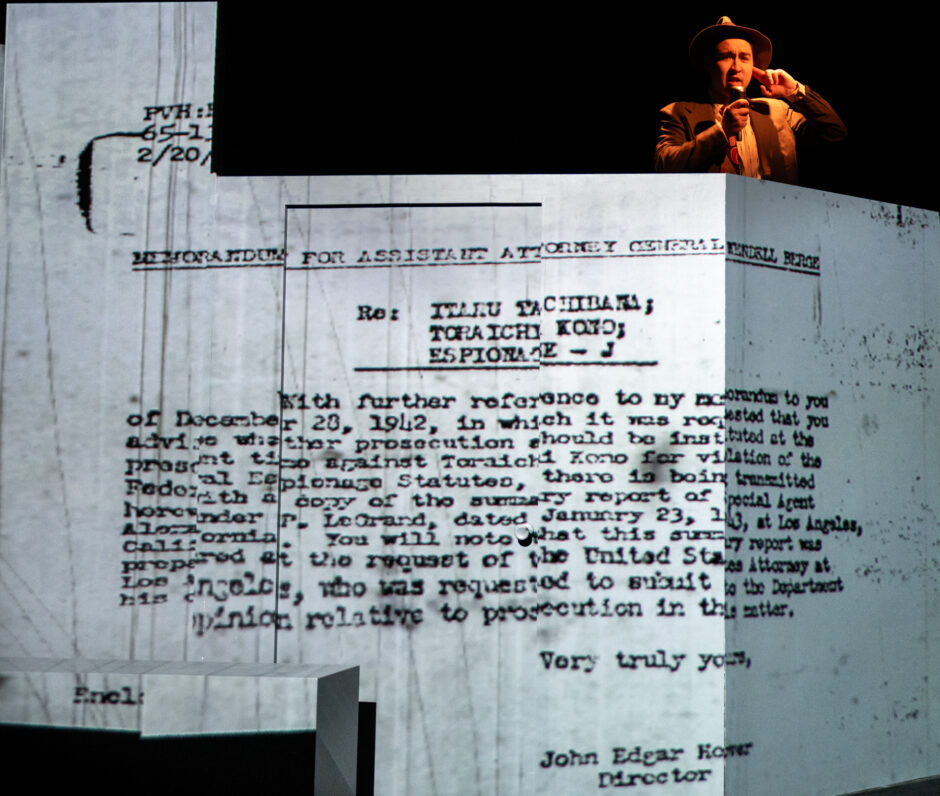 FVH:
65-11
2/20/
MEMORANDUM FOR ASSISTANT ATTORNEY GENERAL WENDELL BERGE
Re: ITARU TACHIBANA;
TORAICHI KONO;
ESPIONAGE - J
With further reference to my memorandum to you
of December 28, 1942, in which it was requested that you
advise whether prosecution should be instituted at the
present time against Toraichi Kono for violation of the
Federal Espionage Statutes, there is being transmitted
herewith a copy of the summary report of Special Agent
Alexander P. LeGrand, dated January 23, 1943, at Los Angeles,
California. You will note that this summary report was
prepared at the request of the United States Attorney at
Los Angeles, who was requested to submit to the Department
his opinion relative to prosecution in this matter.
Very truly yours,
Encl:
John Edgar Hoover
Director